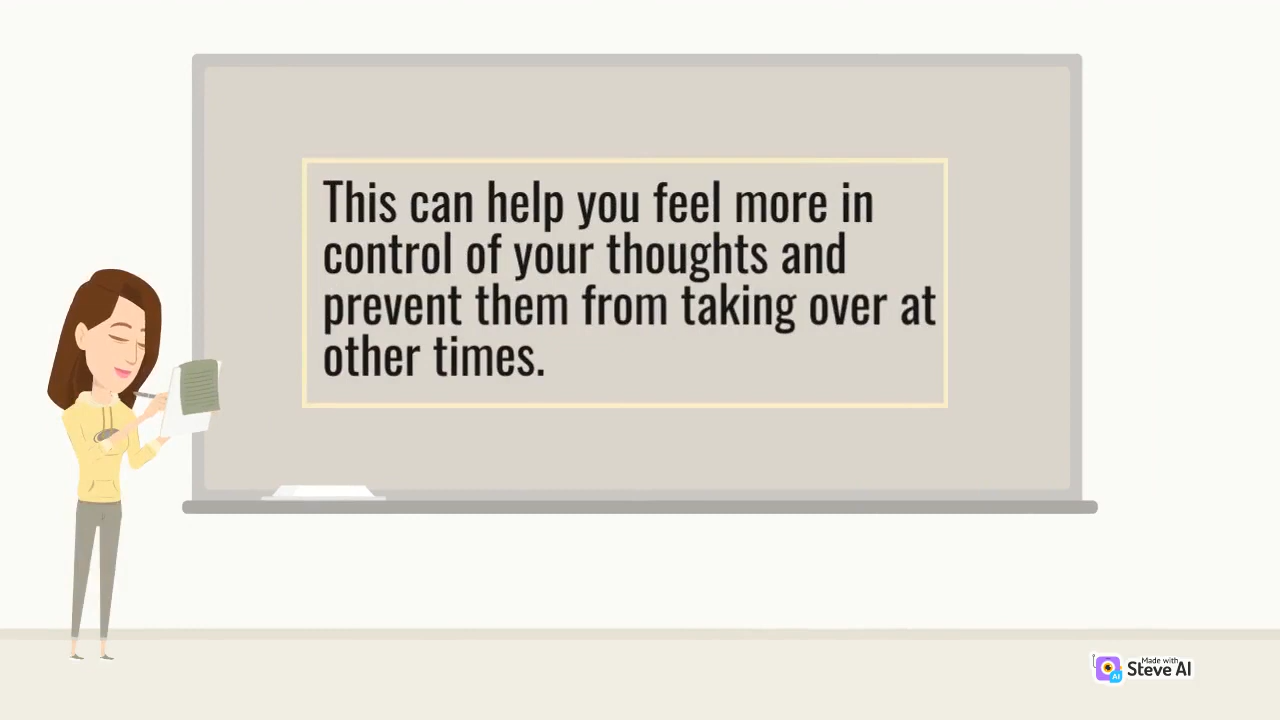 This can help you feel more in
control of your thoughts and
prevent them from taking over at
other times.
Made with
Steve AI
AI